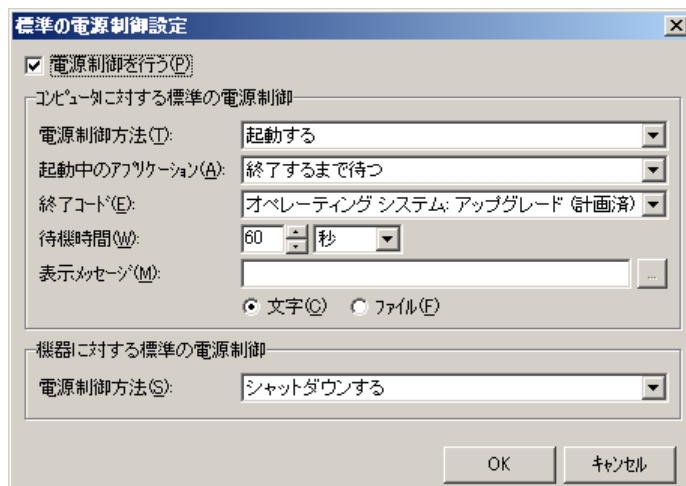 標準の電源制御設定
電源制御を行う(P)
ｺﾝﾋﾟｭｰﾀに対する標準の電源制御
電源制御方法(T): 起動する
起動中のｱﾌﾟﾘｹｰｼｮﾝ(A): 終了するまで待つ
終了ｺｰﾄﾞ(E): オペレーティング システム: アップグレード (計画済)
待機時間(W): 60 秒
表示ﾒｯｾｰｼﾞ(M): ...
文字(C) ﾌｧｲﾙ(F)
機器に対する標準の電源制御
電源制御方法(S): シャットダウンする
OK ｷｬﾝｾﾙ